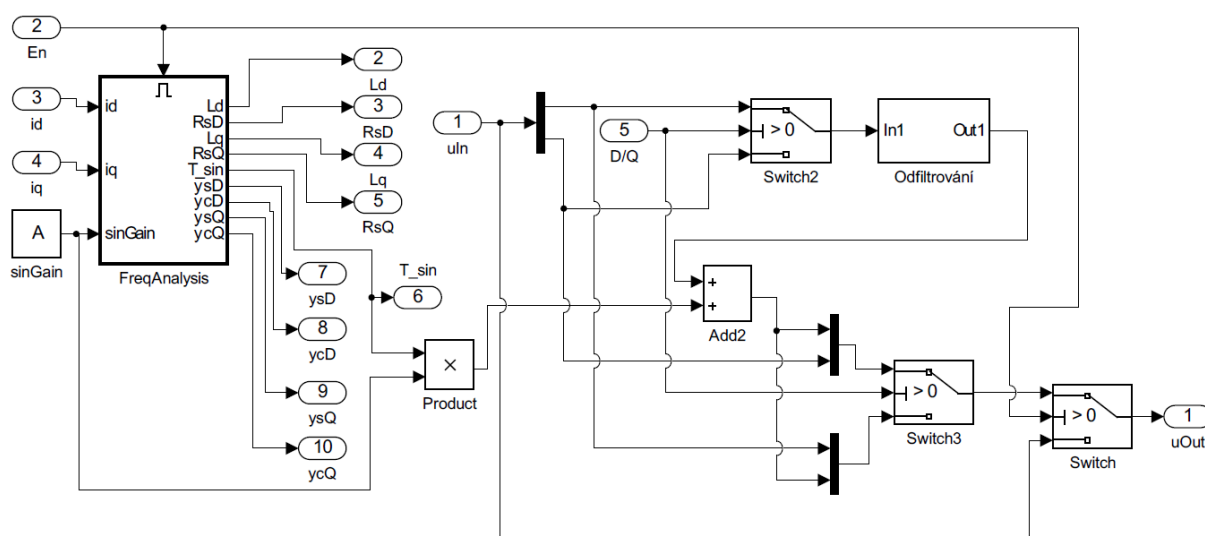 2
En
3
id
4
iq
A
sinGain
id
iq
sinGain
Ld
RsD
Lq
RsQ
T_sin
ysD
ycD
ysQ
ycQ
FreqAnalysis
2
Ld
3
RsD
4
Lq
5
RsQ
T_sin
6
7
ysD
8
ycD
9
ysQ
10
ycQ
×
Product
1
uIn
5
D/Q
> 0
Switch2
In1
Out1
Odfiltrování
+
+
Add2
> 0
Switch3
> 0
Switch
1
uOut